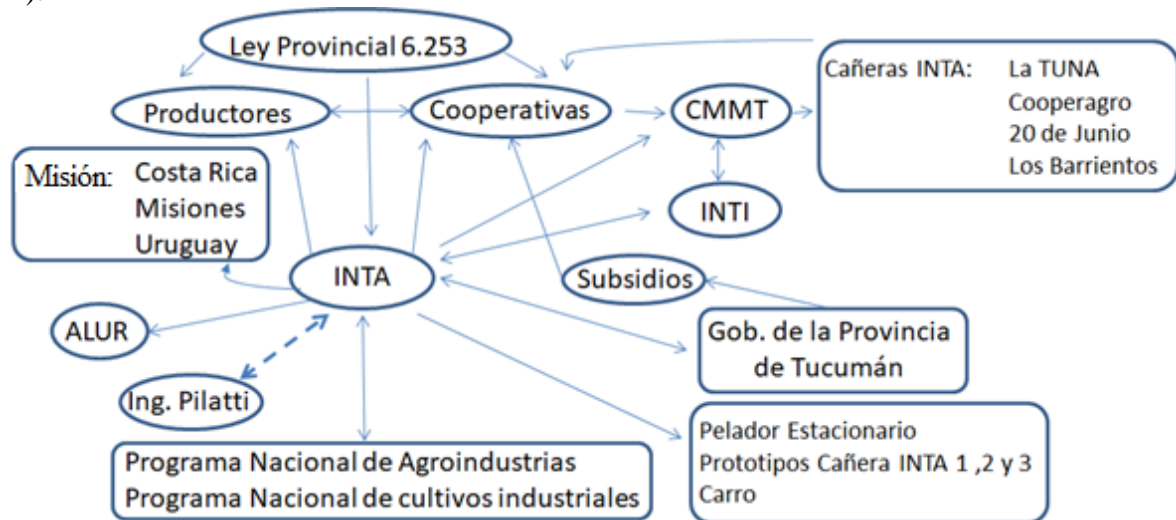 ).
Ley Provincial 6.253
Productores
Cooperativas
CMMT
Cañeras INTA: La TUNA
Cooperagro
20 de Junio
Los Barrientos
Misión: Costa Rica
Misiones
Uruguay
INTI
INTA
Subsidios
ALUR
Gob. de la Provincia
de Tucumán
Ing. Pilatti
Pelador Estacionario
Prototipos Cañera INTA 1 ,2 y 3
Carro
Programa Nacional de Agroindustrias
Programa Nacional de cultivos industriales